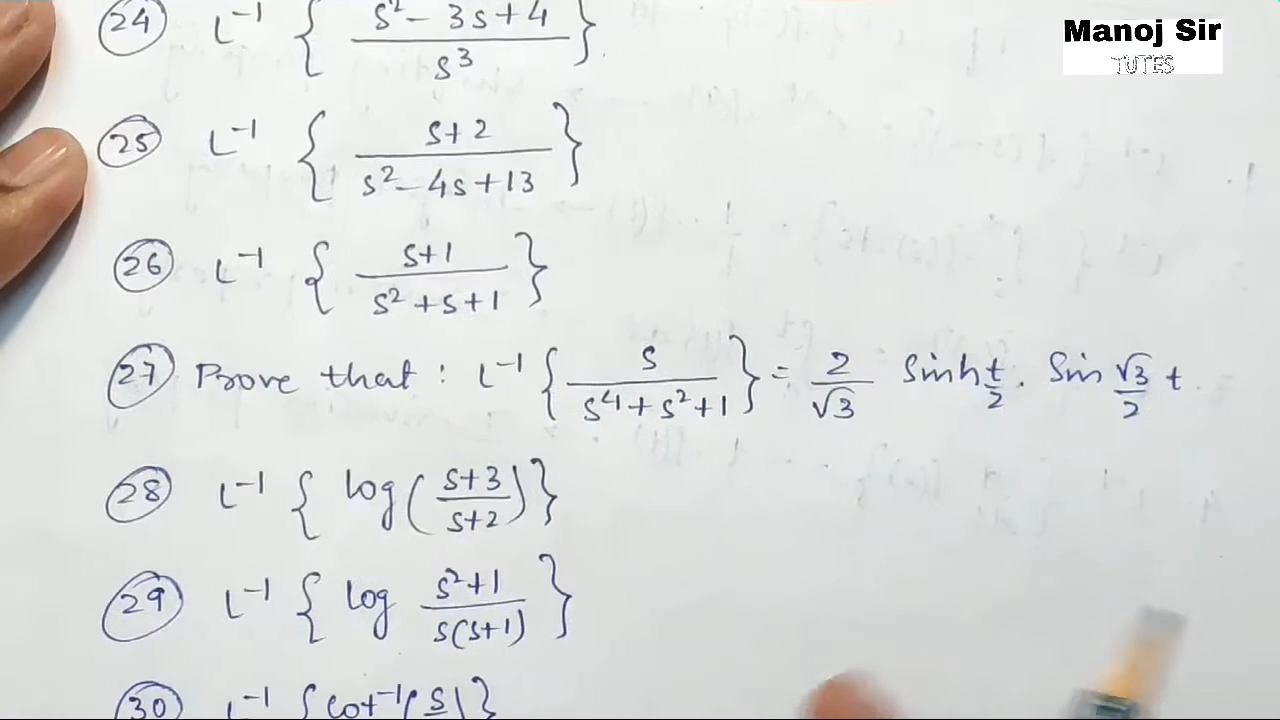 Manoj Sir
TUTES
24 L⁻¹ { (s² - 3s + 4) / s³ }
25 L⁻¹ { (s + 2) / (s² - 4s + 13) }
26 L⁻¹ { (s+1) / (s² + s + 1) }
27 Prove that : L⁻¹ { s / (s⁴ + s² + 1) } = 2/√3 Sinh t/2 . Sin √3/2 t
28 L⁻¹ { log ( (s+3) / (s+2) ) }
29 L⁻¹ { log (s²+1) / s(s+1) }
30 L⁻¹ { cot⁻¹( s